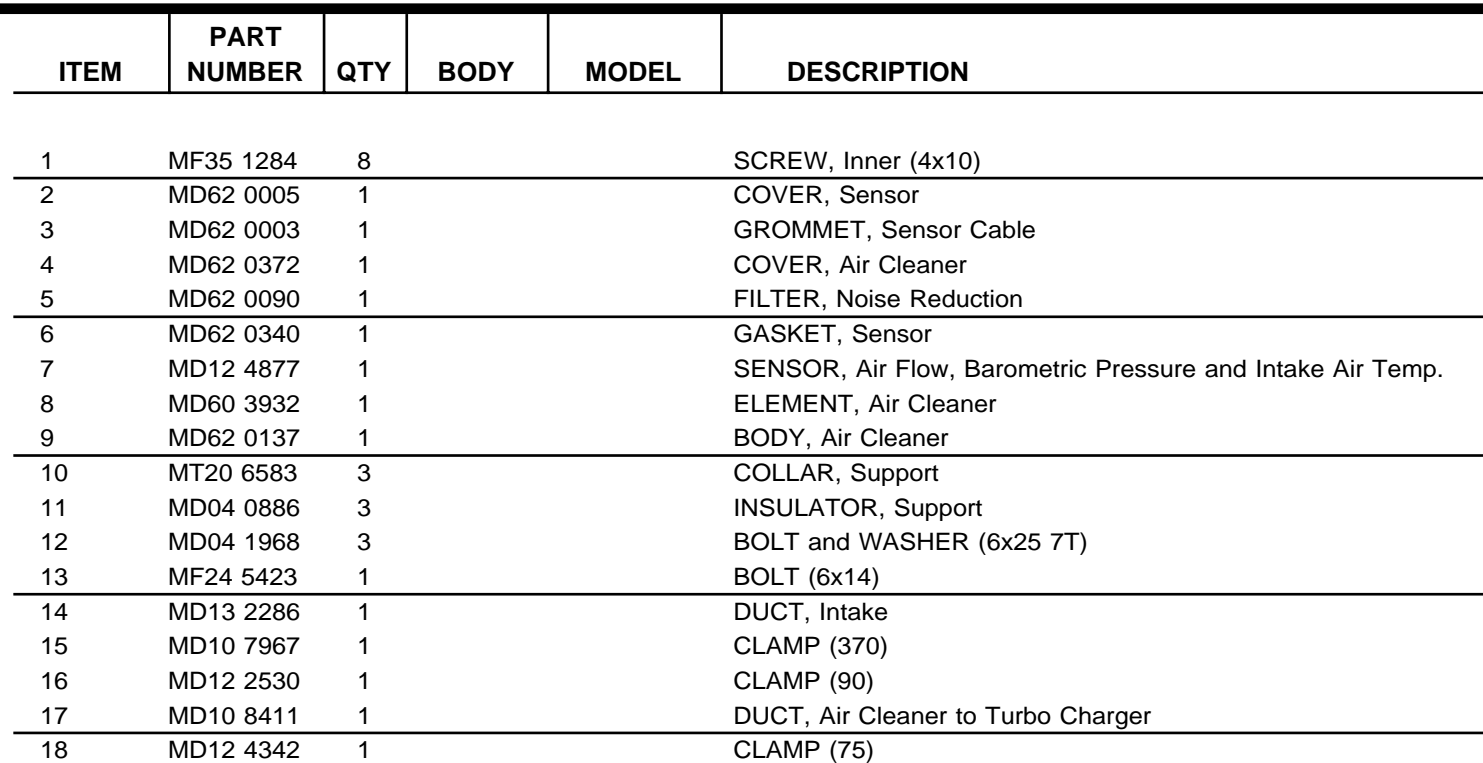 PART
ITEM NUMBER QTY BODY MODEL DESCRIPTION
1 MF35 1284 8 SCREW, Inner (4x10)
2 MD62 0005 1 COVER, Sensor
3 MD62 0003 1 GROMMET, Sensor Cable
4 MD62 0372 1 COVER, Air Cleaner
5 MD62 0090 1 FILTER, Noise Reduction
6 MD62 0340 1 GASKET, Sensor
7 MD12 4877 1 SENSOR, Air Flow, Barometric Pressure and Intake Air Temp.
8 MD60 3932 1 ELEMENT, Air Cleaner
9 MD62 0137 1 BODY, Air Cleaner
10 MT20 6583 3 COLLAR, Support
11 MD04 0886 3 INSULATOR, Support
12 MD04 1968 3 BOLT and WASHER (6x25 7T)
13 MF24 5423 1 BOLT (6x14)
14 MD13 2286 1 DUCT, Intake
15 MD10 7967 1 CLAMP (370)
16 MD12 2530 1 CLAMP (90)
17 MD10 8411 1 DUCT, Air Cleaner to Turbo Charger
18 MD12 4342 1 CLAMP (75)